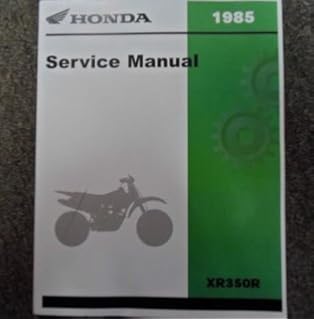 HONDA 1985
Service Manual
XR350R